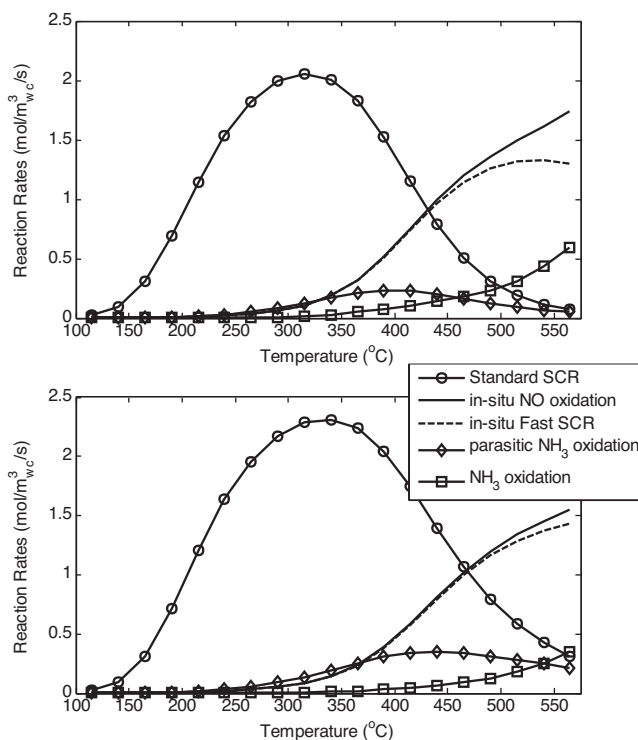 2.5
2
1.5
1
0.5
0
Reaction Rates (mol/m³wc/s)
100 150 200 250 300 350 400 450 500 550
Temperature (°C)
2.5
2
1.5
1
0.5
0
Reaction Rates (mol/m³wc/s)
Standard SCR
in-situ NO oxidation
in-situ Fast SCR
parasitic NH₃ oxidation
NH₃ oxidation
100 150 200 250 300 350 400 450 500 550
Temperature (°C)